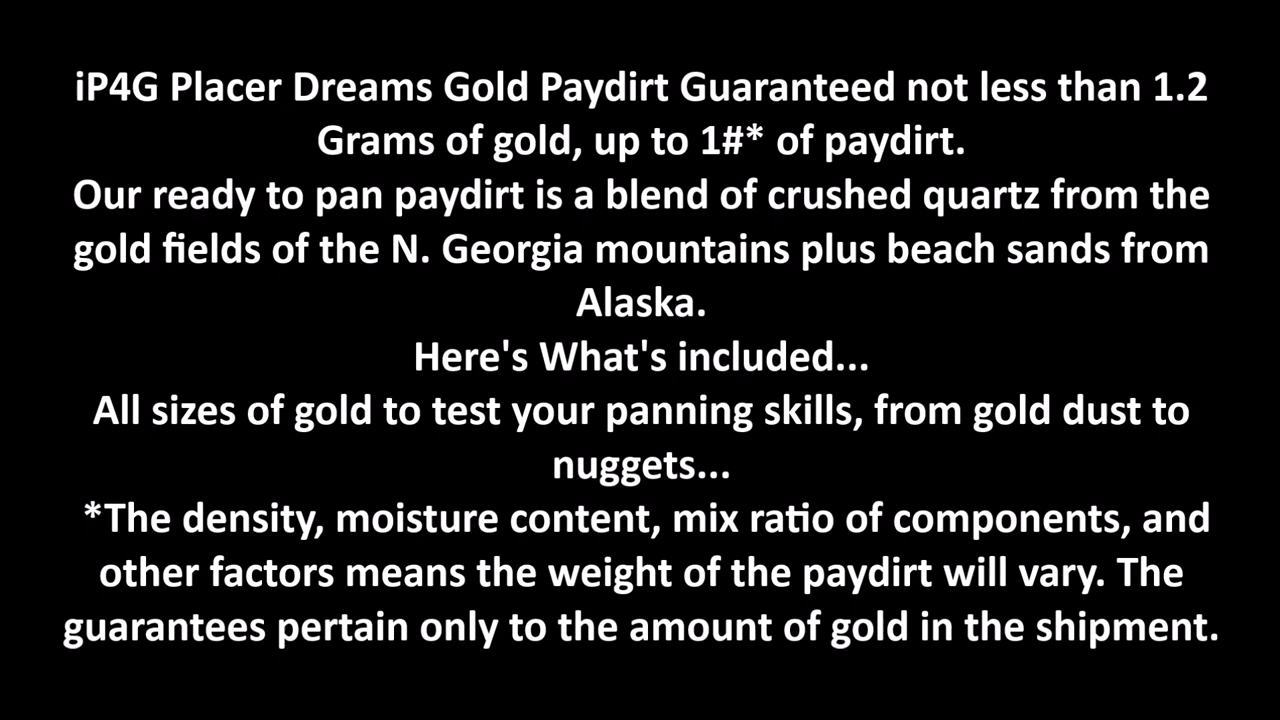 iP4G Placer Dreams Gold Paydirt Guaranteed not less than 1.2
Grams of gold, up to 1#* of paydirt.
Our ready to pan paydirt is a blend of crushed quartz from the
gold fields of the N. Georgia mountains plus beach sands from
Alaska.
Here's What's included...
All sizes of gold to test your panning skills, from gold dust to
nuggets...
*The density, moisture content, mix ratio of components, and
other factors means the weight of the paydirt will vary. The
guarantees pertain only to the amount of gold in the shipment.